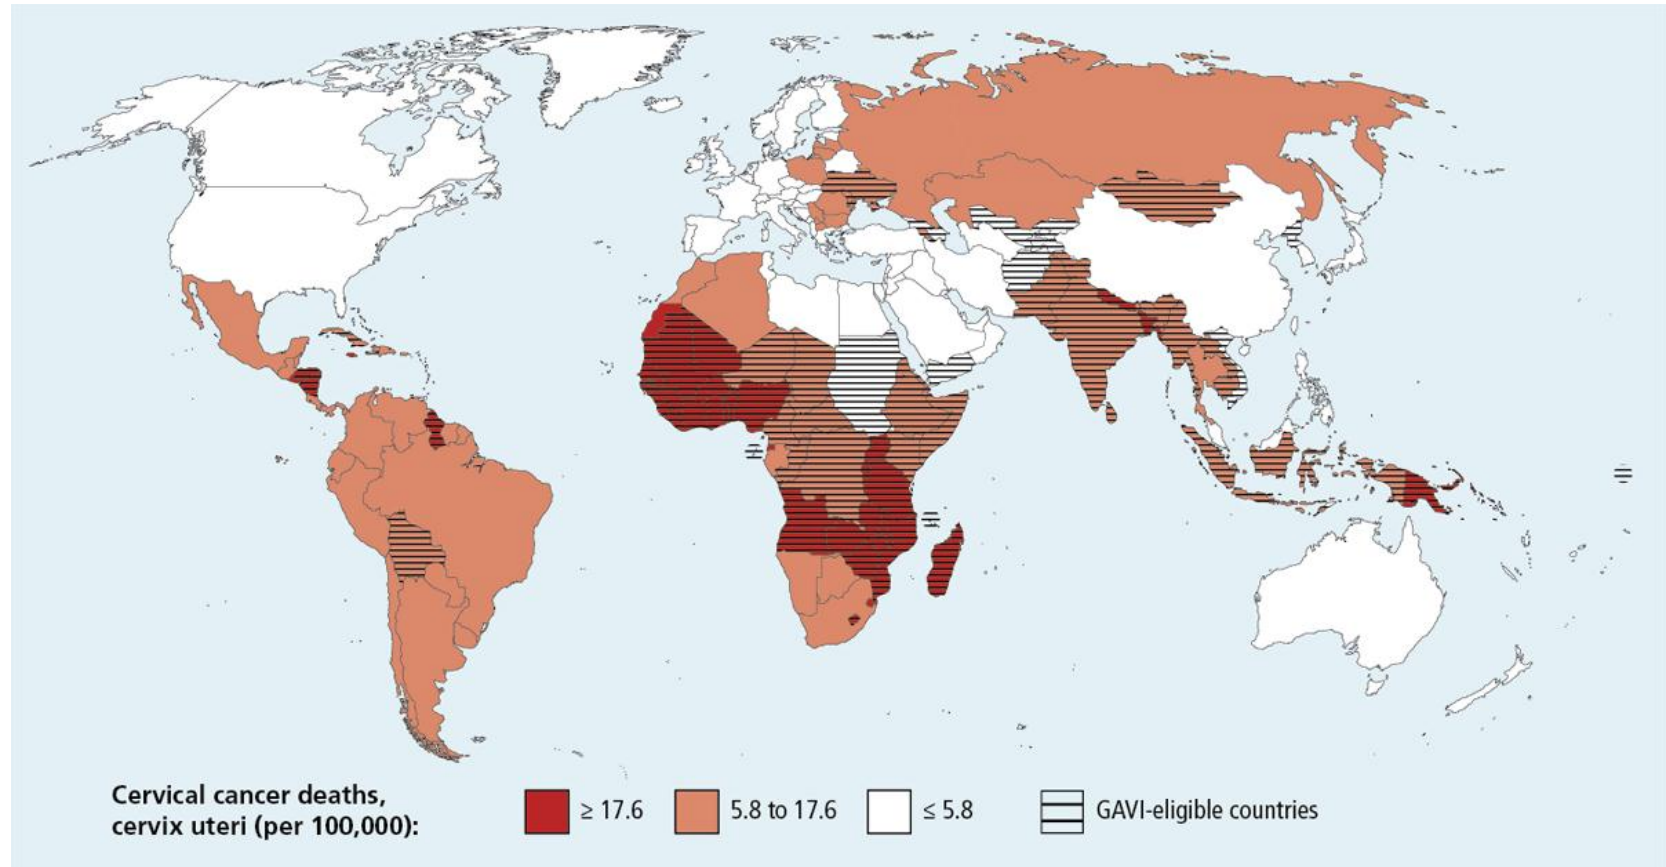 Cervical cancer deaths,
cervix uteri (per 100,000):
≥ 17.6
5.8 to 17.6
≤ 5.8
GAVI-eligible countries